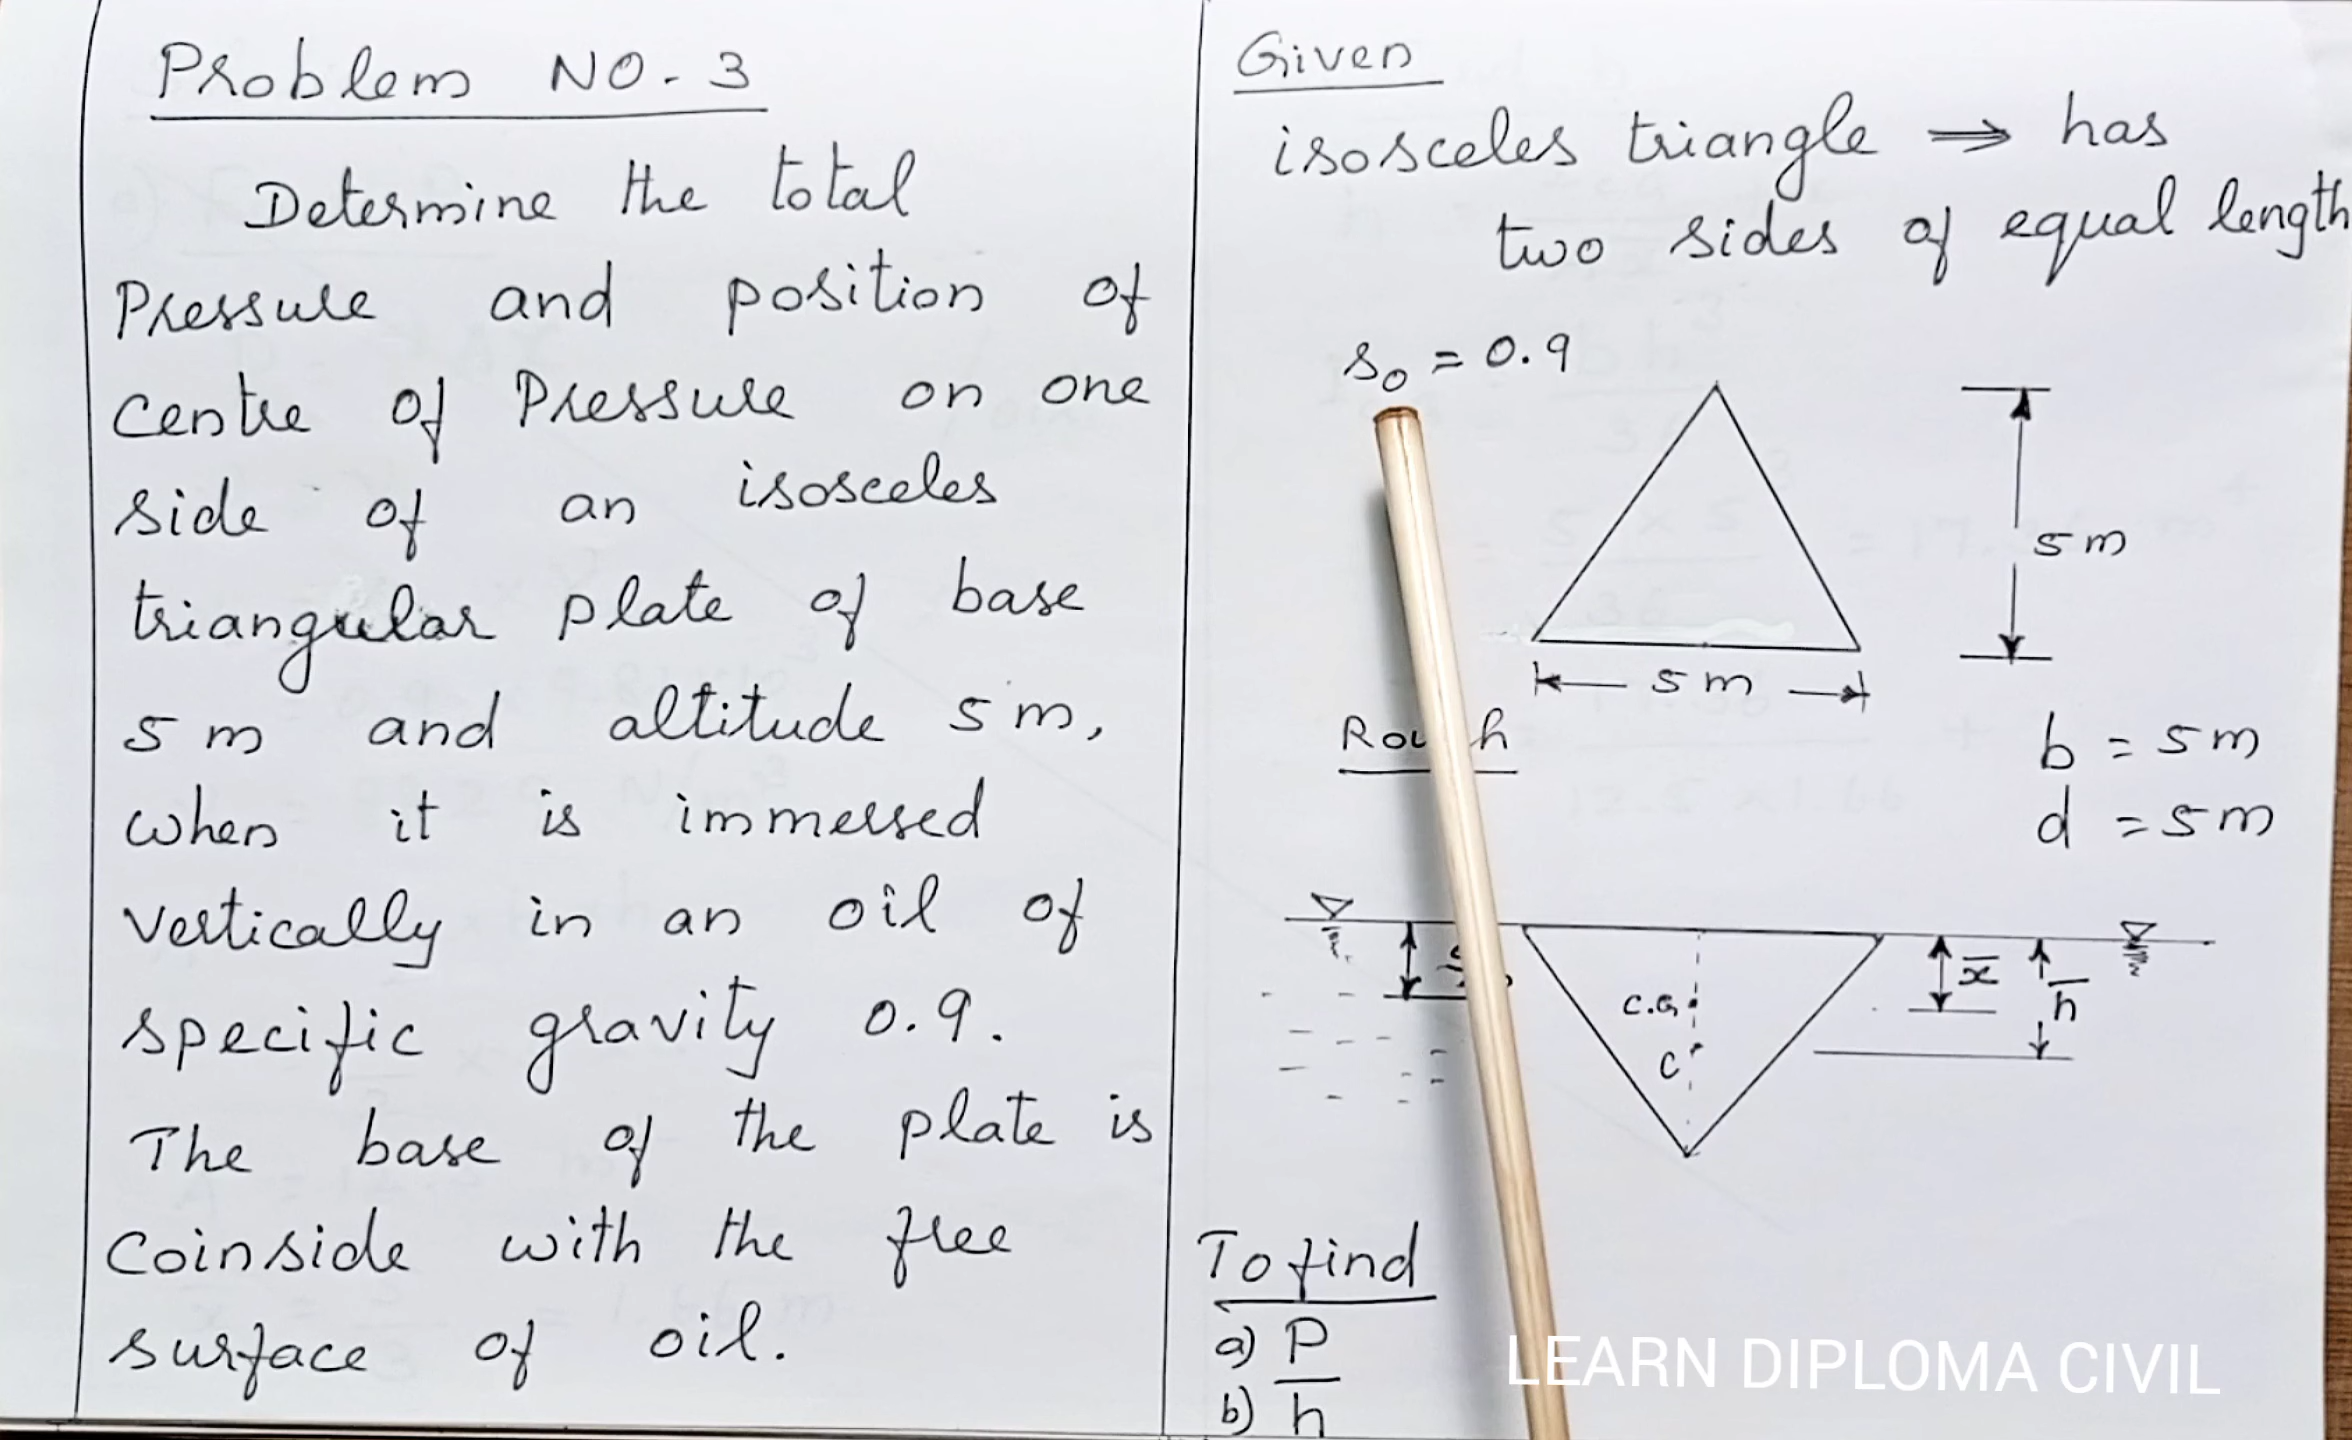 Problem NO. 3
Determine the total
Pressure and position of
centre of Pressure on one
side of an isosceles
triangular plate of base
5 m and altitude 5 m,
when it is immersed
vertically in an oil of
specific gravity 0.9.
The base of the plate is
coinside with the free
surface of oil.
Given
isosceles triangle ⇒ has
two sides of equal length
s₀ = 0.9
5 m
5 m
b = 5 m
d = 5 m
x̄
h̄
C.G
C
To find
a) P
b) h̄
LEARN DIPLOMA CIVIL